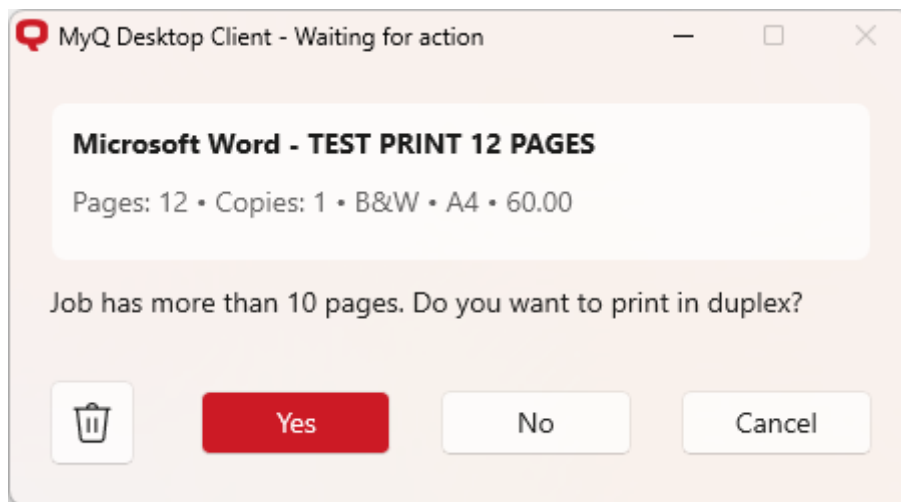 MyQ Desktop Client - Waiting for action
Microsoft Word - TEST PRINT 12 PAGES
Pages: 12 • Copies: 1 • B&W • A4 • 60.00
Job has more than 10 pages. Do you want to print in duplex?
Yes
No
Cancel